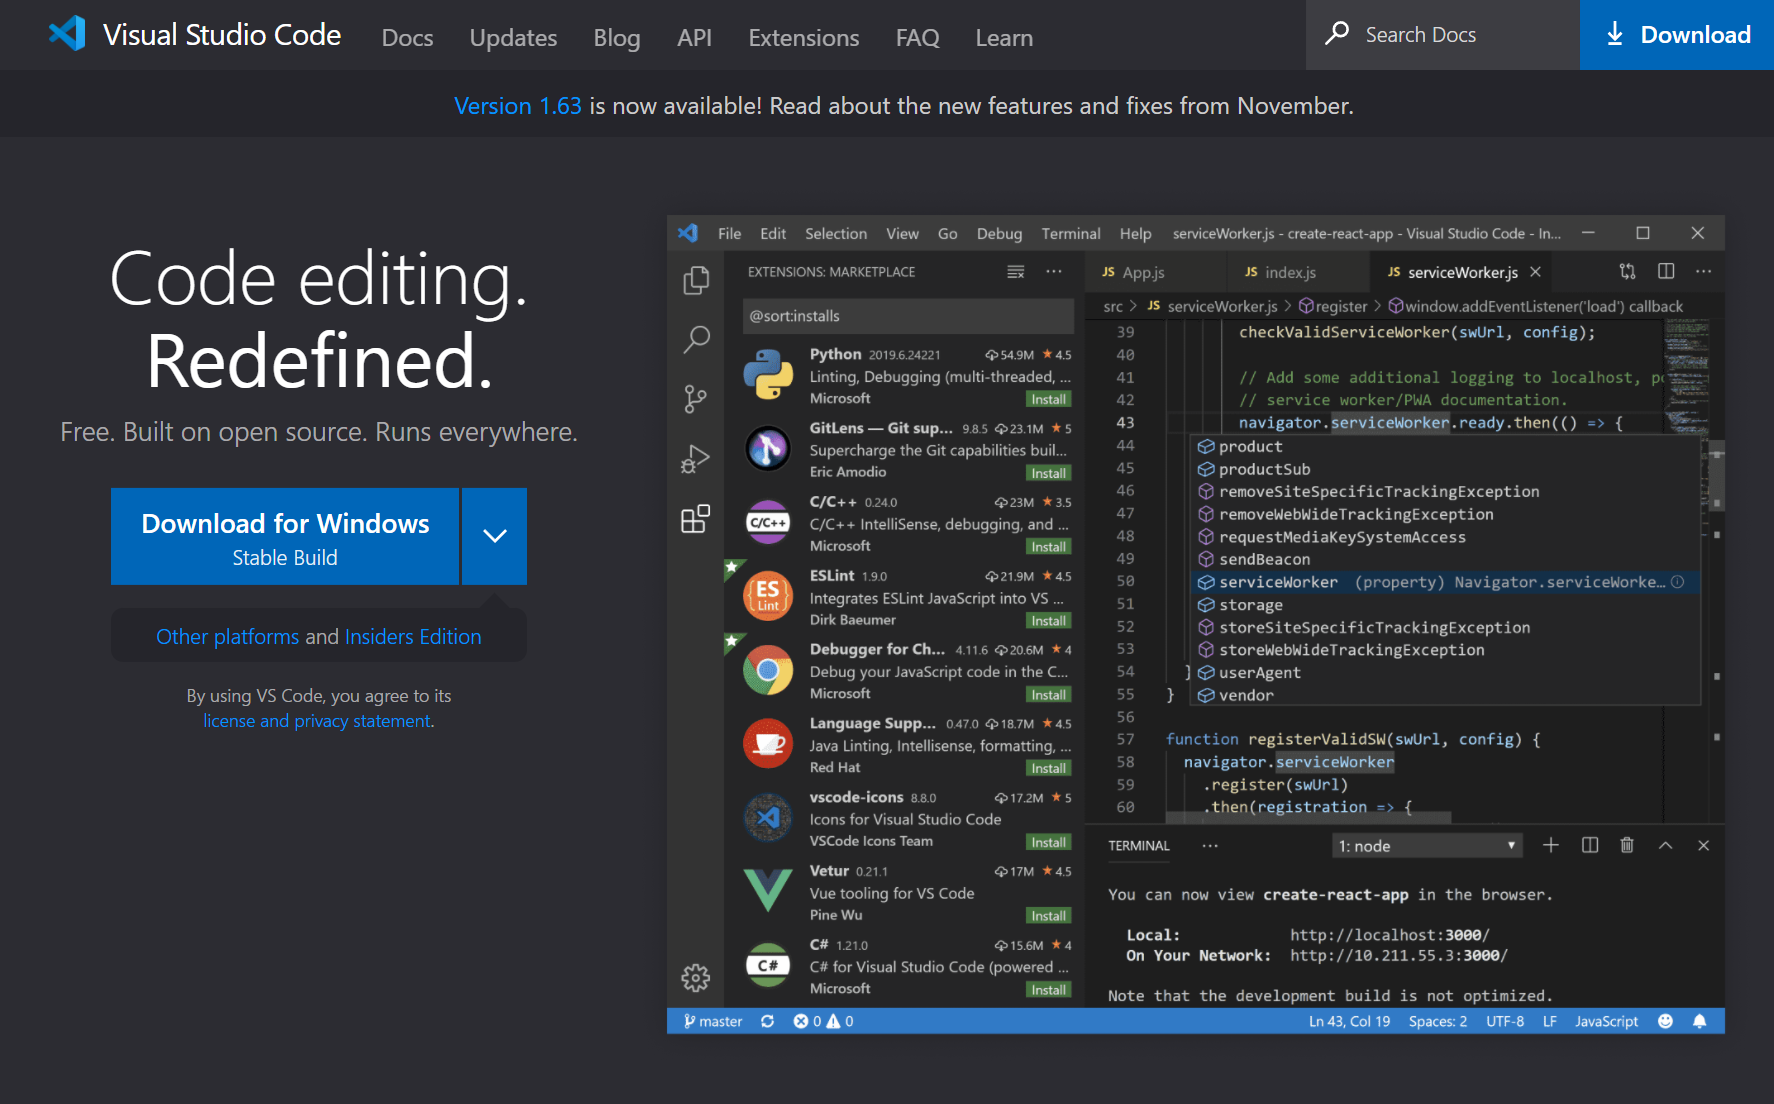 Visual Studio Code Docs Updates Blog API Extensions FAQ Learn Search Docs Download
Version 1.63 is now available! Read about the new features and fixes from November.
Code editing.
Redefined.
Free. Built on open source. Runs everywhere.
Download for Windows
Stable Build
Other platforms and Insiders Edition
By using VS Code, you agree to its
license and privacy statement.
File Edit Selection View Go Debug Terminal Help serviceWorker.js - create-react-app - Visual Studio Code - In...
EXTENSIONS: MARKETPLACE
@sort:installs
Python 2019.6.24221 54.9M 4.5
Linting, Debugging (multi-threaded, ...
Microsoft Install
GitLens — Git sup... 9.8.5 23.1M 5
Supercharge the Git capabilities buil...
Eric Amodio Install
C/C++
C/C++ 0.24.0 23M 3.5
C/C++ IntelliSense, debugging, and ...
Microsoft Install
ES
Lint
ESLint 1.9.0 21.9M 4.5
Integrates ESLint JavaScript into VS ...
Dirk Baeumer Install
Debugger for Ch... 4.11.6 20.6M 4
Debug your JavaScript code in the C...
Microsoft Install
Language Supp... 0.47.0 18.7M 4.5
Java Linting, Intellisense, formatting, ...
Red Hat Install
vscode-icons 8.8.0 17.2M 5
Icons for Visual Studio Code
VSCode Icons Team Install
Vetur 0.21.1 17M 4.5
Vue tooling for VS Code
Pine Wu Install
C#
C# 1.21.0 15.6M 4
C# for Visual Studio Code (powered ...
Microsoft Install
JS App.js JS index.js JS serviceWorker.js
src > JS serviceWorker.js > register > window.addEventListener('load') callback
39 checkValidServiceWorker(swUrl, config);
40
41 // Add some additional logging to localhost, po
42 // service worker/PWA documentation.
43 navigator.serviceWorker.ready.then(() => {
44 product
45 productSub
46 removeSiteSpecificTrackingException
47 removeWebWideTrackingException
48 requestMediaKeySystemAccess
49 sendBeacon
50 serviceWorker (property) Navigator.serviceWorke...
51 storage
52 storeSiteSpecificTrackingException
53 storeWebWideTrackingException
54 } userAgent
55 } vendor
56
57 function registerValidSW(swUrl, config) {
58 navigator.serviceWorker
59 .register(swUrl)
60 .then(registration => {
TERMINAL ... 1: node
You can now view create-react-app in the browser.
Local: http://localhost:3000/
On Your Network: http://10.211.55.3:3000/
Note that the development build is not optimized.
master 0 0 Ln 43, Col 19 Spaces: 2 UTF-8 LF JavaScript